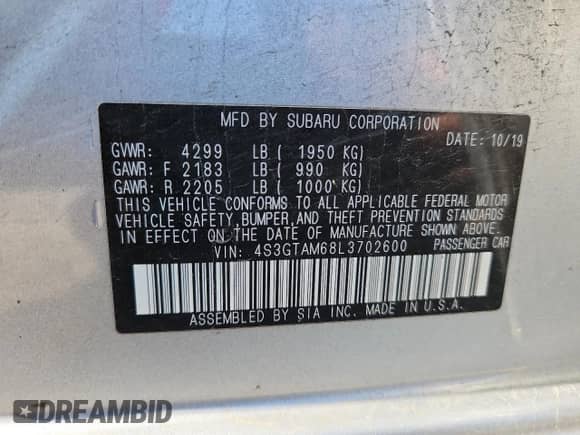 MFD BY SUBARU CORPORATION
DATE: 10/19
GVWR: 4299 LB ( 1950 KG)
GAWR: F 2183 LB ( 990 KG)
GAWR: R 2205 LB ( 1000 KG)
THIS VEHICLE CONFORMS TO ALL APPLICABLE FEDERAL MOTOR
VEHICLE SAFETY,BUMPER,AND THEFT PREVENTION STANDARDS
IN EFFECT ON THE DATE OF MANUFACTURE SHOWN ABOVE.
VIN: 4S3GTAM68L3702600 PASSENGER CAR
ASSEMBLED BY SIA INC. MADE IN U.S.A.
DREAMBID